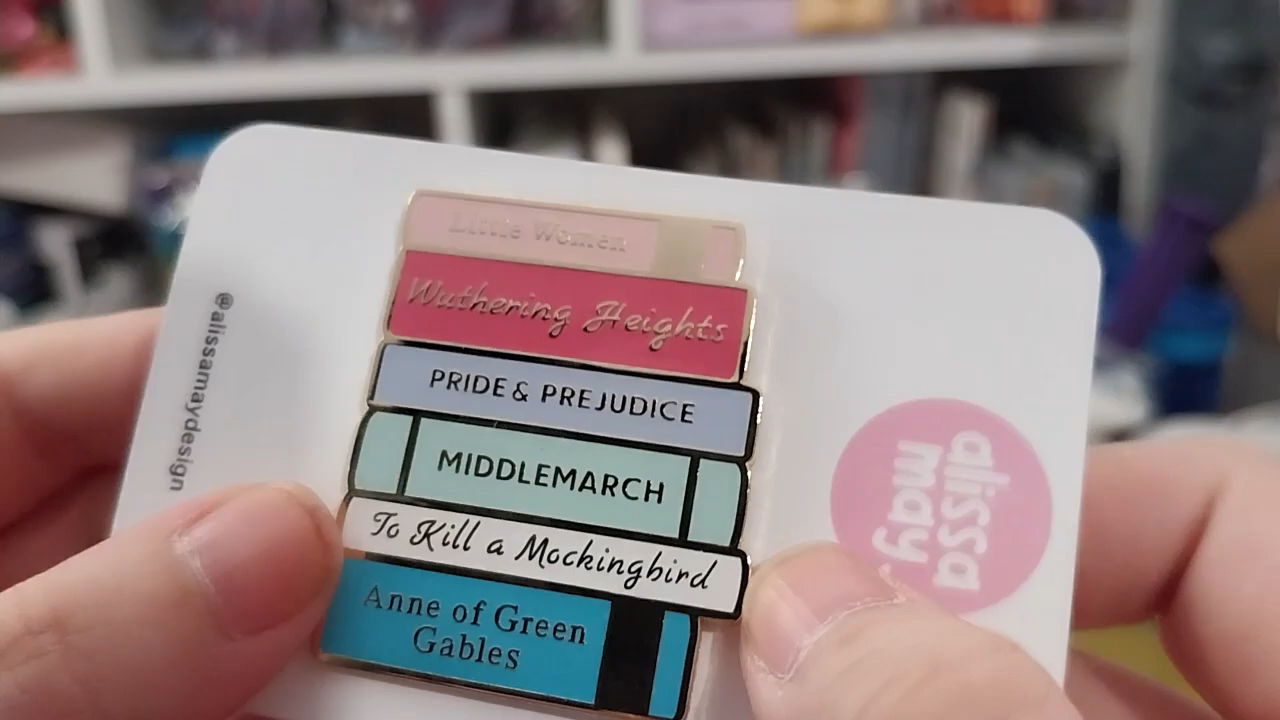 Little Women
Wuthering Heights
PRIDE & PREJUDICE
MIDDLEMARCH
To Kill a Mockingbird
Anne of Green
Gables
@alissamaydesign
alissa
may.